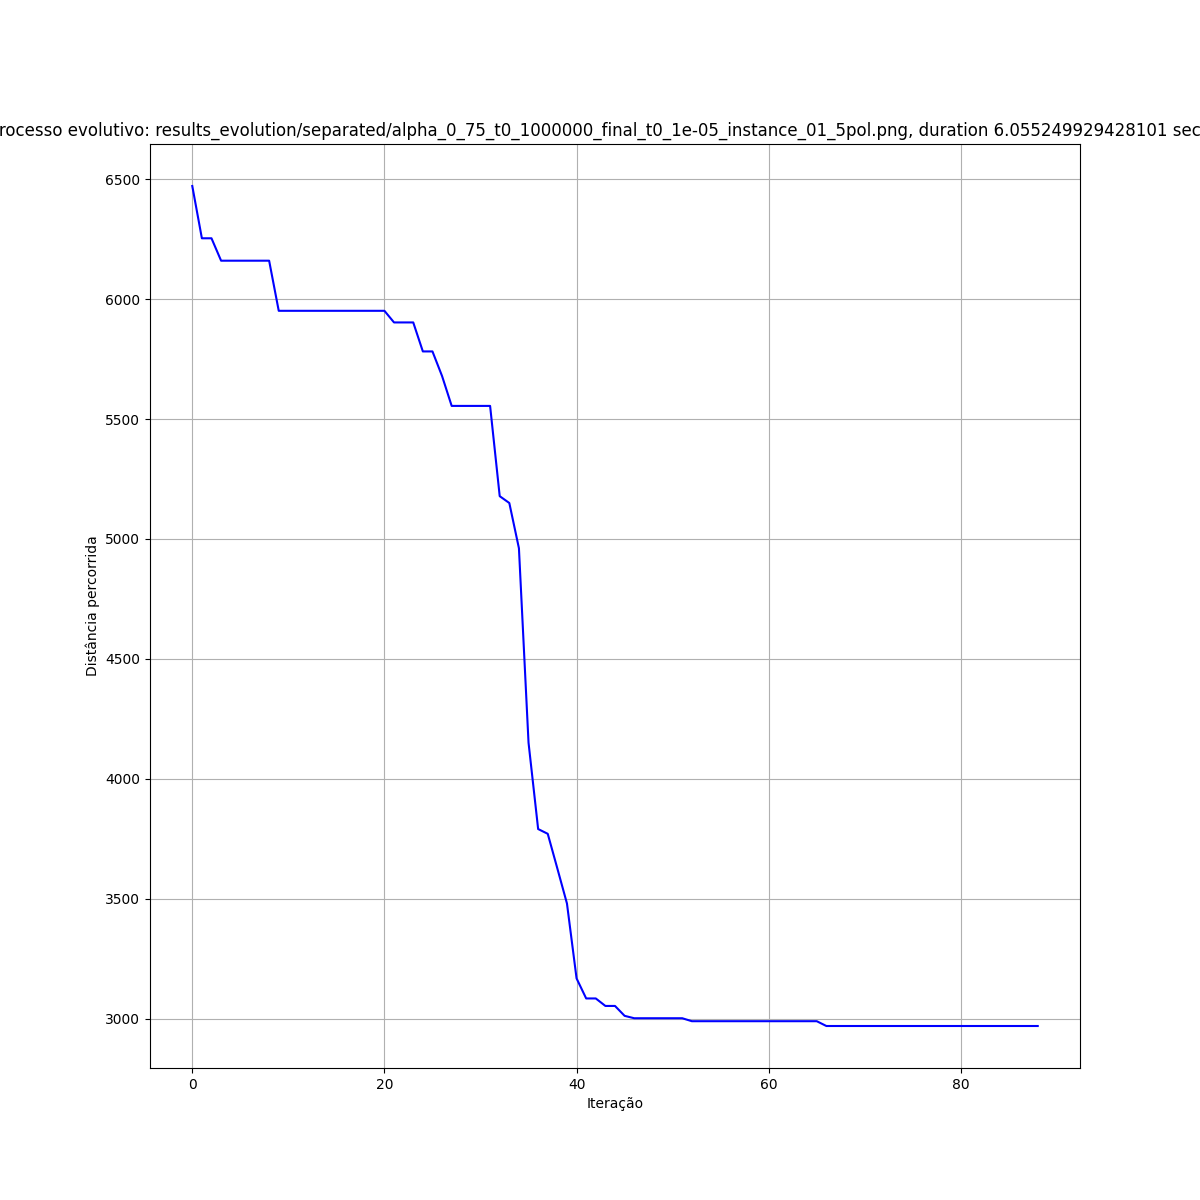 rocesso evolutivo: results_evolution/separated/alpha_0_75_t0_1000000_final_t0_1e-05_instance_01_5pol.png, duration 6.055249929428101 sec
6500
6000
5500
5000
4500
4000
3500
3000
Distância percorrida
0 20 40 60 80
Iteração